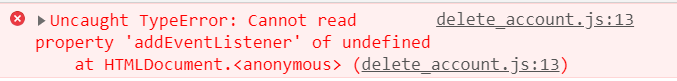 Uncaught TypeError: Cannot read delete_account.js:13
property 'addEventListener' of undefined
at HTMLDocument.<anonymous> (delete_account.js:13)